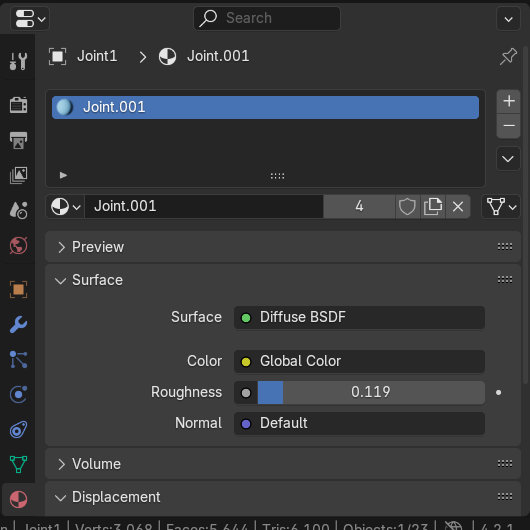 Search
Joint1 > Joint.001
Joint.001
Joint.001 4
Preview
Surface
Surface Diffuse BSDF
Color Global Color
Roughness 0.119
Normal Default
Volume
Displacement
| Joint1 | Verts:3,068 | Faces:5,644 | Tris:6,100 | Objects:1/23 | 4.2.1